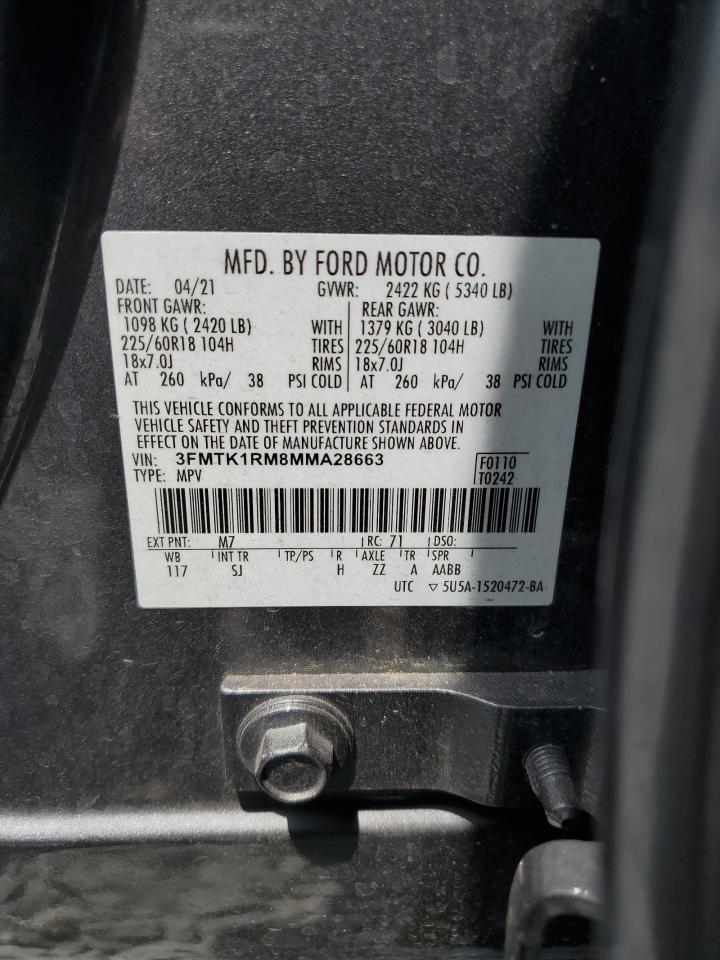 MFD. BY FORD MOTOR CO.
DATE: 04/21 GVWR: 2422 KG ( 5340 LB)
FRONT GAWR: REAR GAWR:
1098 KG ( 2420 LB) WITH 1379 KG ( 3040 LB) WITH
225/60R18 104H TIRES 225/60R18 104H TIRES
18x7.0J RIMS 18x7.0J RIMS
AT 260 kPa/ 38 PSI COLD AT 260 kPa/ 38 PSI COLD
THIS VEHICLE CONFORMS TO ALL APPLICABLE FEDERAL MOTOR
VEHICLE SAFETY AND THEFT PREVENTION STANDARDS IN
EFFECT ON THE DATE OF MANUFACTURE SHOWN ABOVE.
VIN: 3FMTK1RM8MMA28663 F0110
TYPE: MPV T0242
EXT PNT: M7 RC: 71 DSO:
WB INT TR TP/PS R AXLE TR SPR
117 SJ H ZZ A AABB
UTC ▽ 5U5A-1520472-BA